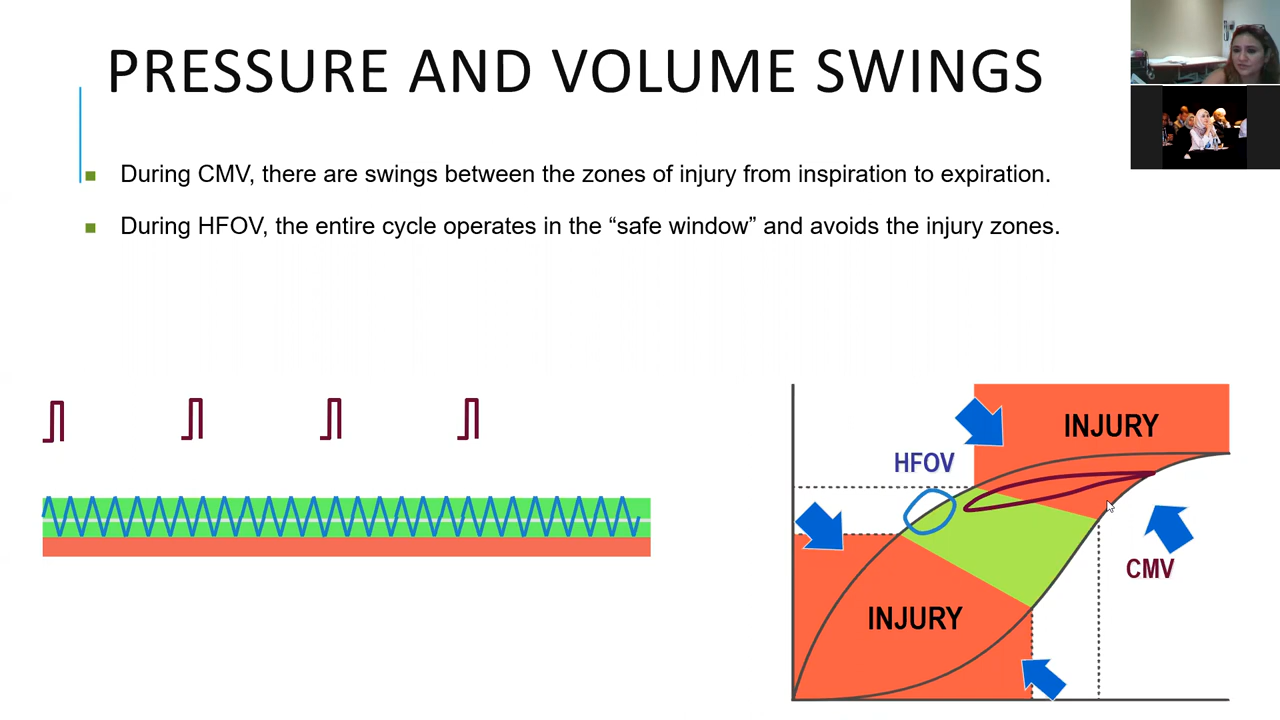 PRESSURE AND VOLUME SWINGS
During CMV, there are swings between the zones of injury from inspiration to expiration.
During HFOV, the entire cycle operates in the “safe window” and avoids the injury zones.
INJURY
HFOV
CMV
INJURY